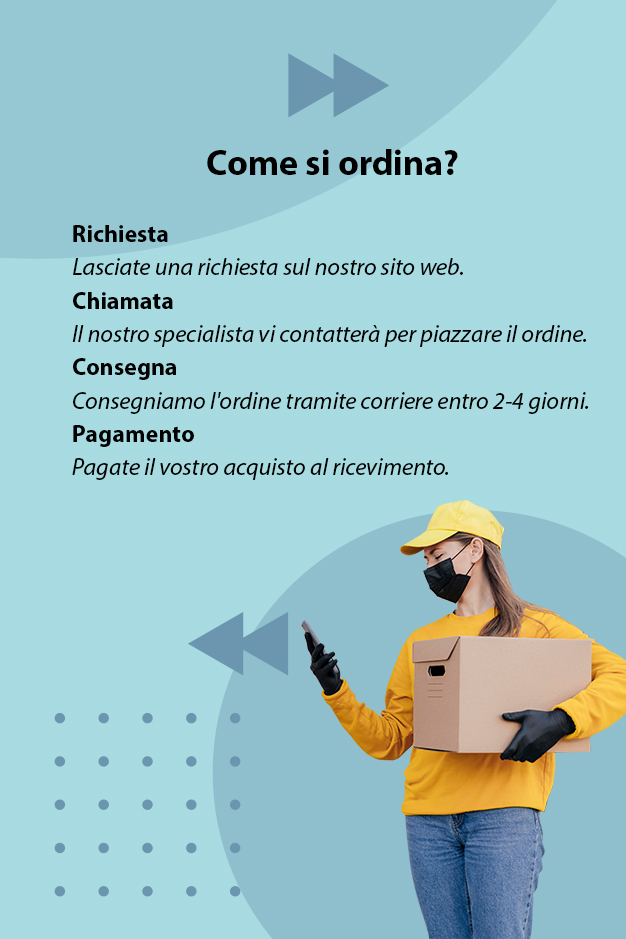 Come si ordina?
Richiesta
Lasciate una richiesta sul nostro sito web.
Chiamata
Il nostro specialista vi contatterà per piazzare il ordine.
Consegna
Consegniamo l'ordine tramite corriere entro 2-4 giorni.
Pagamento
Pagate il vostro acquisto al ricevimento.